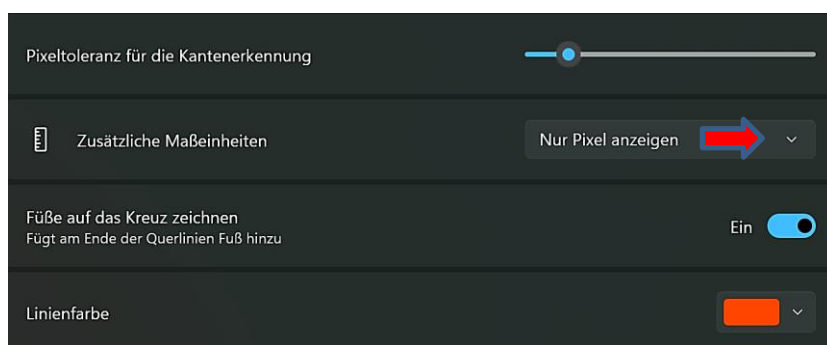 Pixeltoleranz für die Kantenerkennung
Zusätzliche Maßeinheiten
Nur Pixel anzeigen
Füße auf das Kreuz zeichnen
Fügt am Ende der Querlinien Fuß hinzu
Ein
Linienfarbe